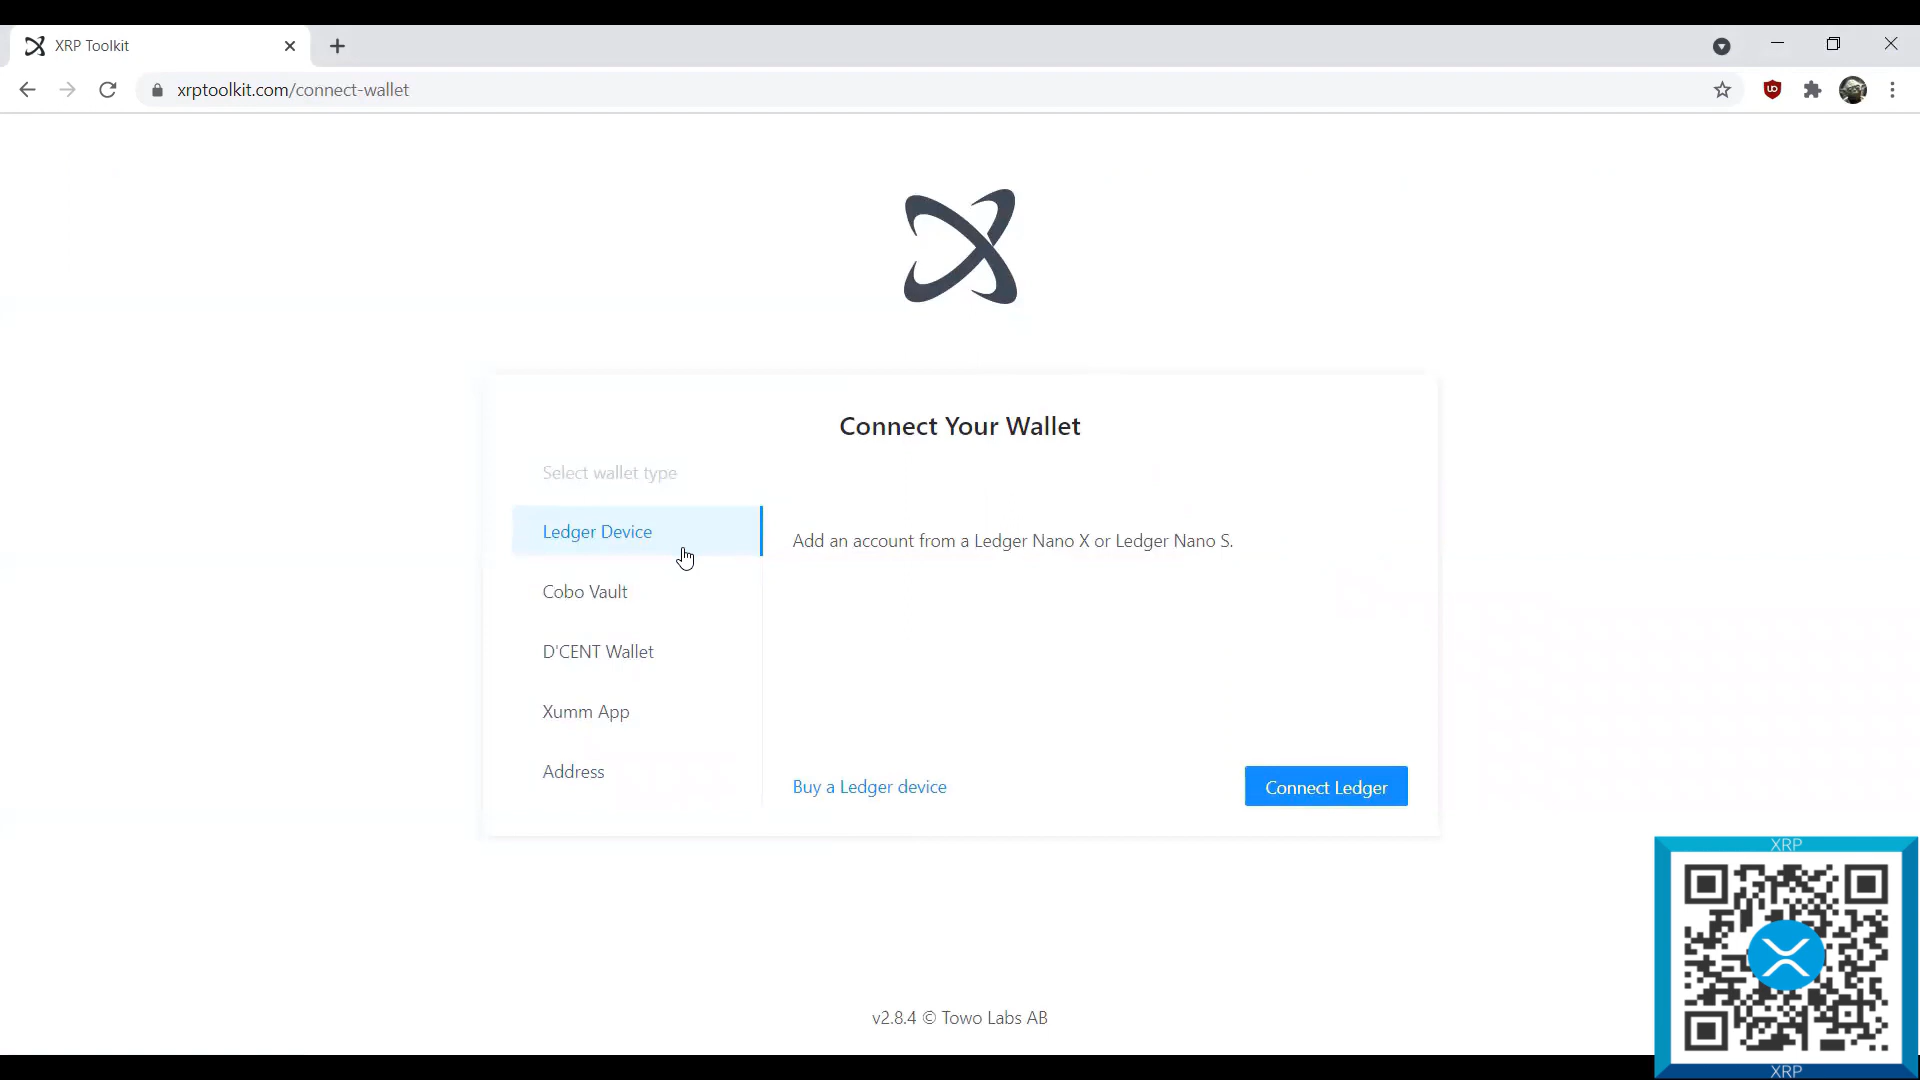 XRP Toolkit
xrptoolkit.com/connect-wallet
Connect Your Wallet
Select wallet type
Ledger Device
Add an account from a Ledger Nano X or Ledger Nano S.
Cobo Vault
D'CENT Wallet
Xumm App
Address
Buy a Ledger device
Connect Ledger
XRP
v2.8.4 © Towo Labs AB
XRP